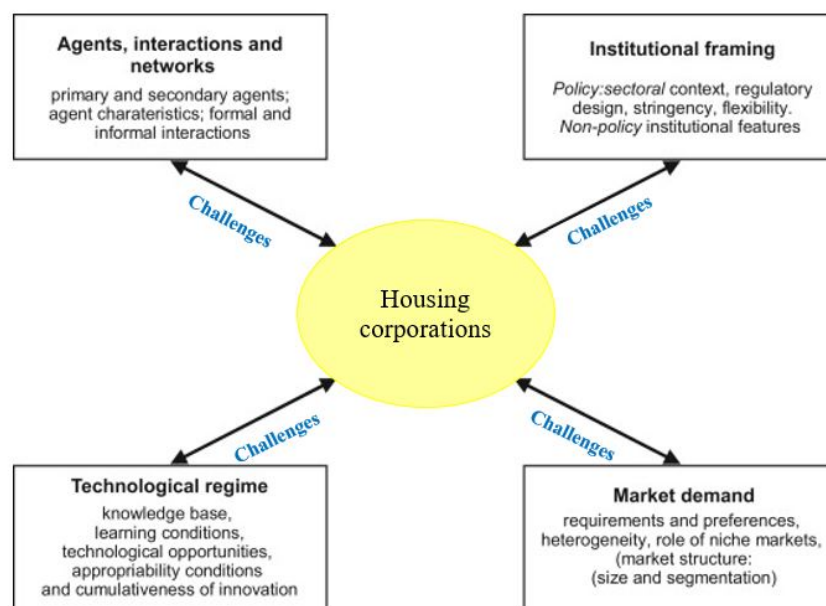 Agents, interactions and
networks
primary and secondary agents;
agent charateristics; formal and
informal interactions
Institutional framing
Policy:sectoral context, regulatory
design, stringency, flexibility.
Non-policy institutional features
Challenges
Challenges
Housing
corporations
Challenges
Challenges
Technological regime
knowledge base,
learning conditions,
technological opportunities,
appropriability conditions
and cumulativeness of innovation
Market demand
requirements and preferences,
heterogeneity, role of niche markets,
(market structure:
(size and segmentation)